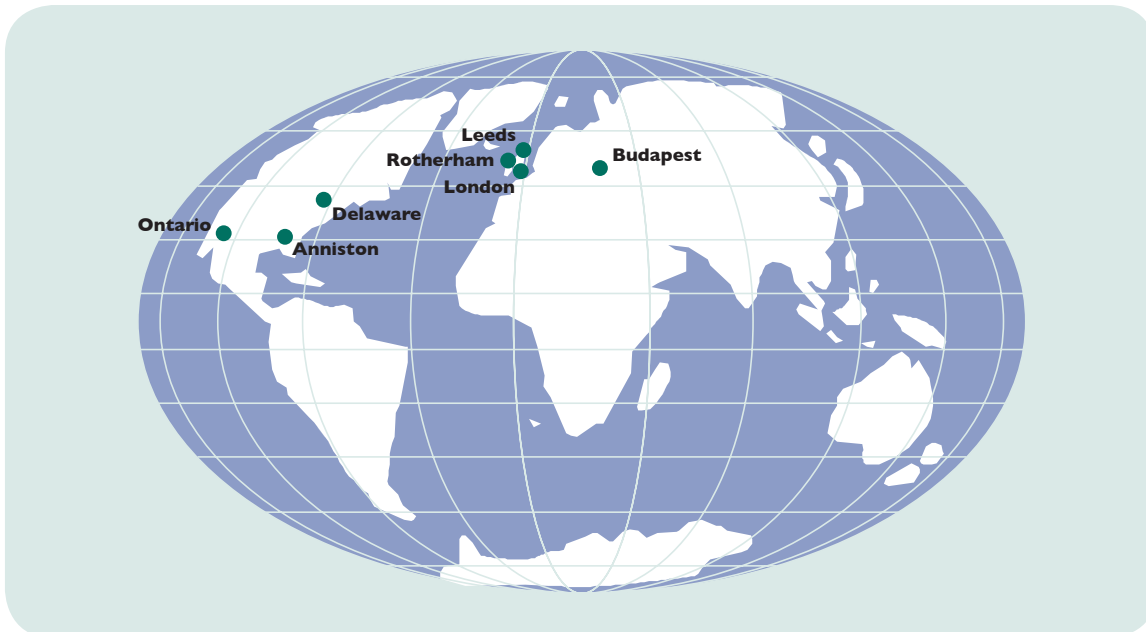 Leeds
Rotherham
Budapest
London
Delaware
Ontario
Anniston